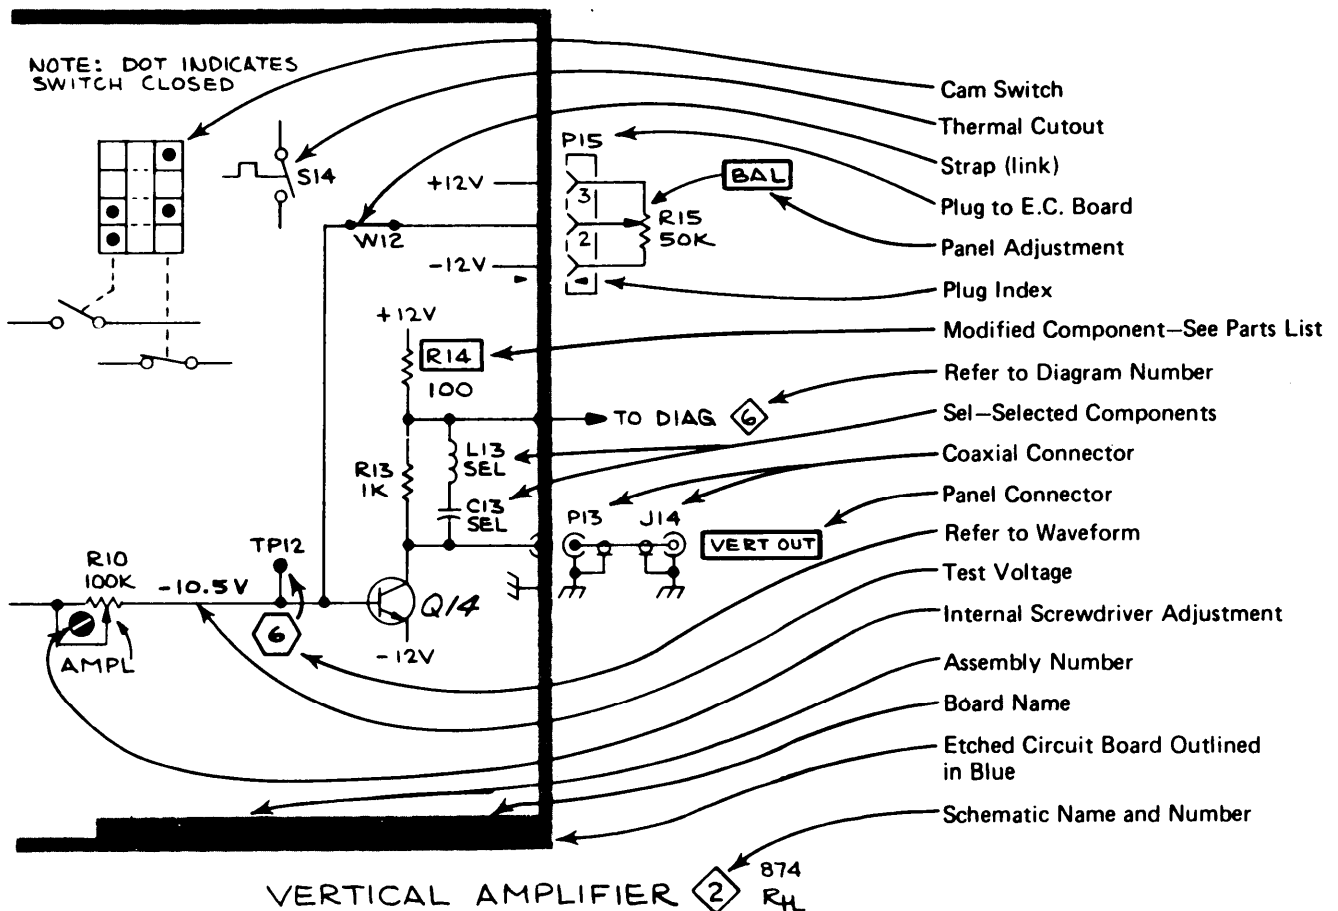 NOTE: DOT INDICATES
SWITCH CLOSED
S14
+12V
W12
-12V
P15
3
2
BAL
R15
50K
+12V
R14
100
TO DIAG 6
L13
SEL
R13
1K
C13
SEL
P13
J14
VERT OUT
TP12
R10
100K
-10.5V
6
Q14
-12V
AMPL
Cam Switch
Thermal Cutout
Strap (link)
Plug to E.C. Board
Panel Adjustment
Plug Index
Modified Component—See Parts List
Refer to Diagram Number
Sel—Selected Components
Coaxial Connector
Panel Connector
Refer to Waveform
Test Voltage
Internal Screwdriver Adjustment
Assembly Number
Board Name
Etched Circuit Board Outlined
in Blue
Schematic Name and Number
VERTICAL AMPLIFIER 2
874